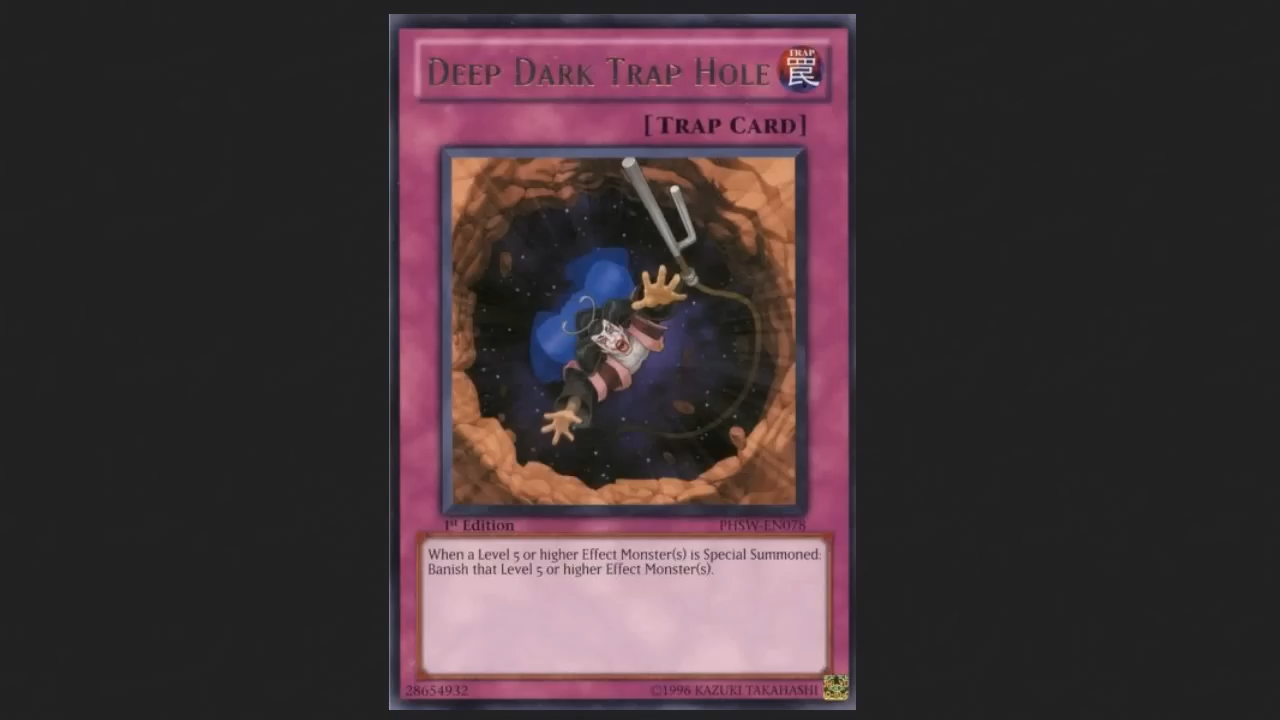 Deep Dark Trap Hole
TRAP
罠
[Trap Card]
1st Edition
PHSW-EN078
When a Level 5 or higher Effect Monster(s) is Special Summoned:
Banish that Level 5 or higher Effect Monster(s).
28654932
©1996 KAZUKI TAKAHASHI